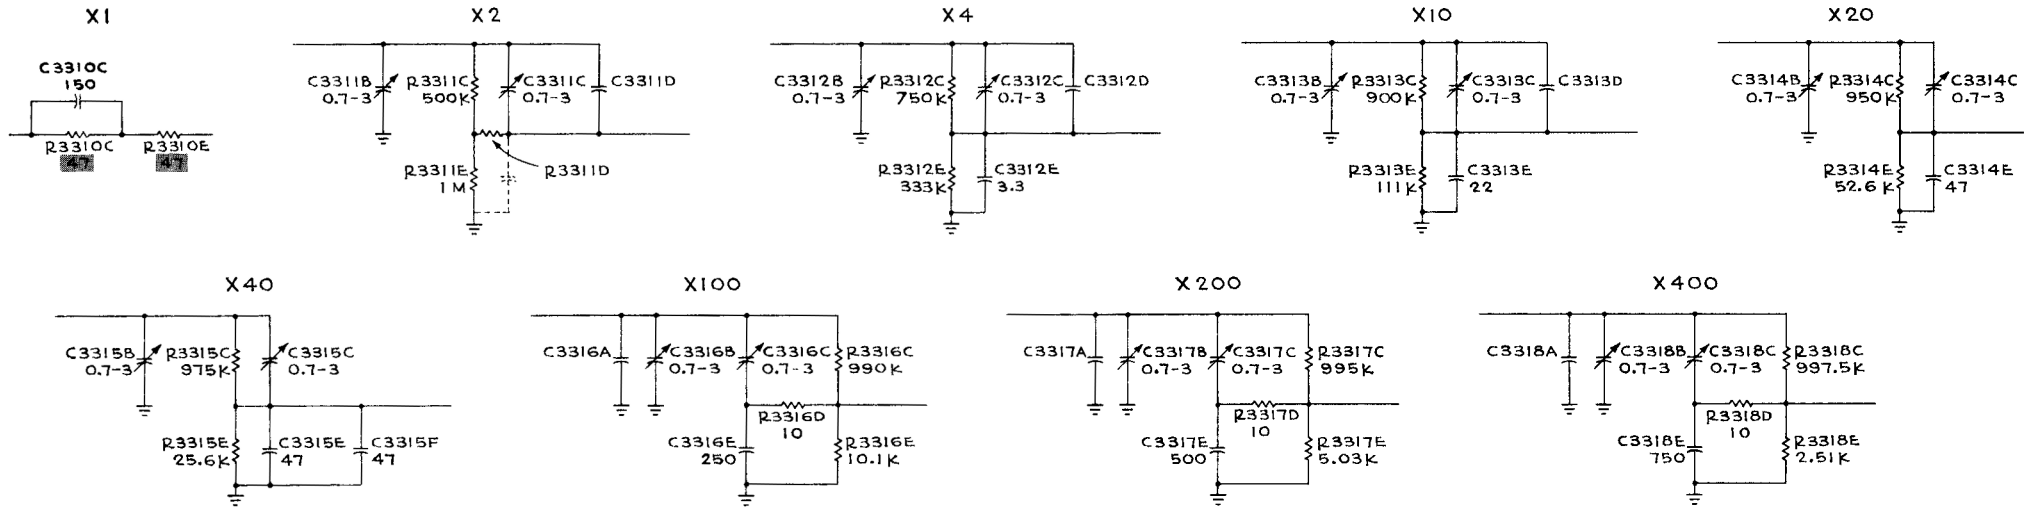 X1
C3310C
150
R3310C
47
R3310E
47
X2
C3311B
0.7-3
R3311C
500K
C3311C
0.7-3
C3311D
R3311E
1M
R3311D
X4
C3312B
0.7-3
R3312C
750K
C3312C
0.7-3
C3312D
R3312E
333K
C3312E
3.3
X10
C3313B
0.7-3
R3313C
900K
C3313C
0.7-3
C3313D
R3313E
111K
C3313E
22
X20
C3314B
0.7-3
R3314C
950K
C3314C
0.7-3
R3314E
52.6K
C3314E
47
X40
C3315B
0.7-3
R3315C
975K
C3315C
0.7-3
R3315E
25.6K
C3315E
47
C3315F
47
X100
C3316A
C3316B
0.7-3
C3316C
0.7-3
R3316C
990K
R3316D
10
C3316E
250
R3316E
10.1K
X200
C3317A
C3317B
0.7-3
C3317C
0.7-3
R3317C
995K
R3317D
10
C3317E
500
R3317E
5.03K
X400
C3318A
C3318B
0.7-3
C3318C
0.7-3
R3318C
997.5K
R3318D
10
C3318E
750
R3318E
2.51K